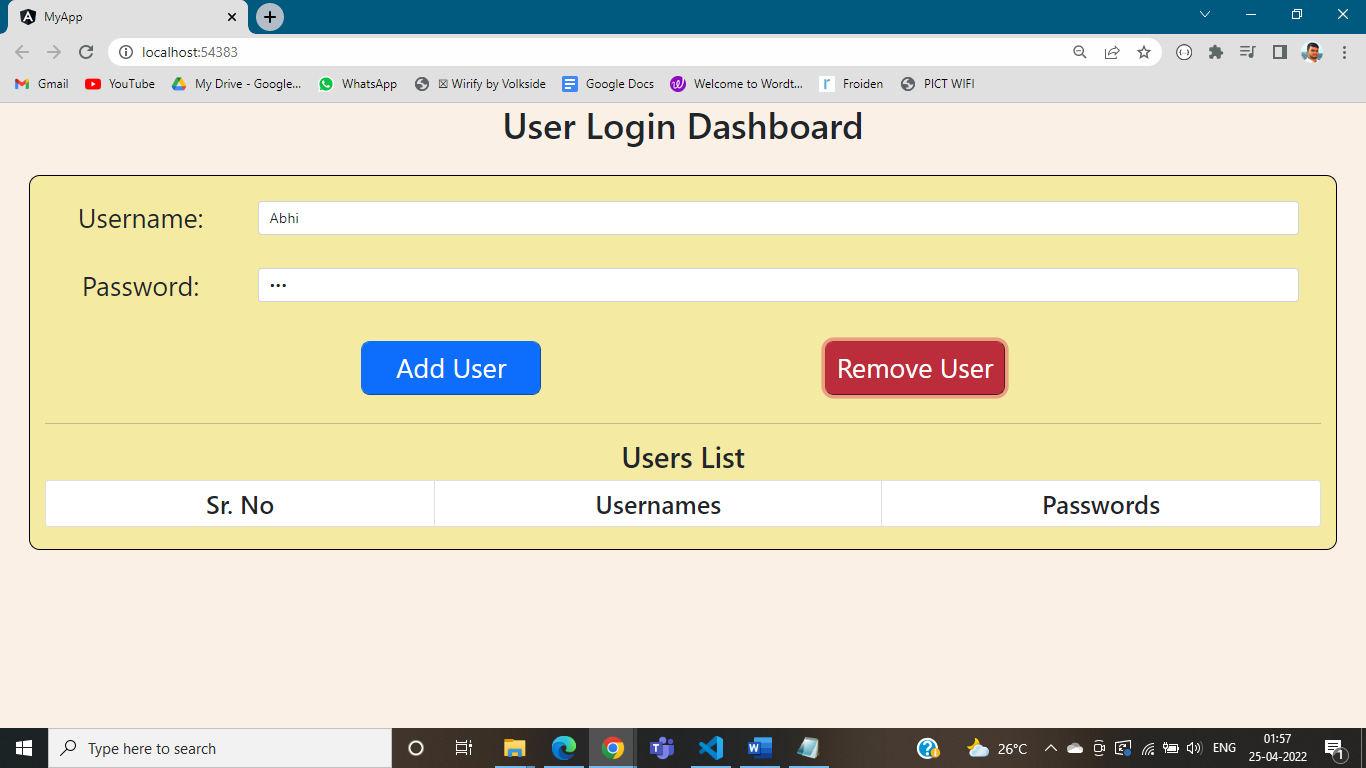 MyApp
localhost:54383
Gmail YouTube My Drive - Google... WhatsApp ☒ Wirify by Volkside Google Docs Welcome to Wordt... Froiden PICT WIFI
User Login Dashboard
Username: Abhi
Password: •••
Add User Remove User
Users List
Sr. No Usernames Passwords
Type here to search 26°C ENG 01:57
25-04-2022 1